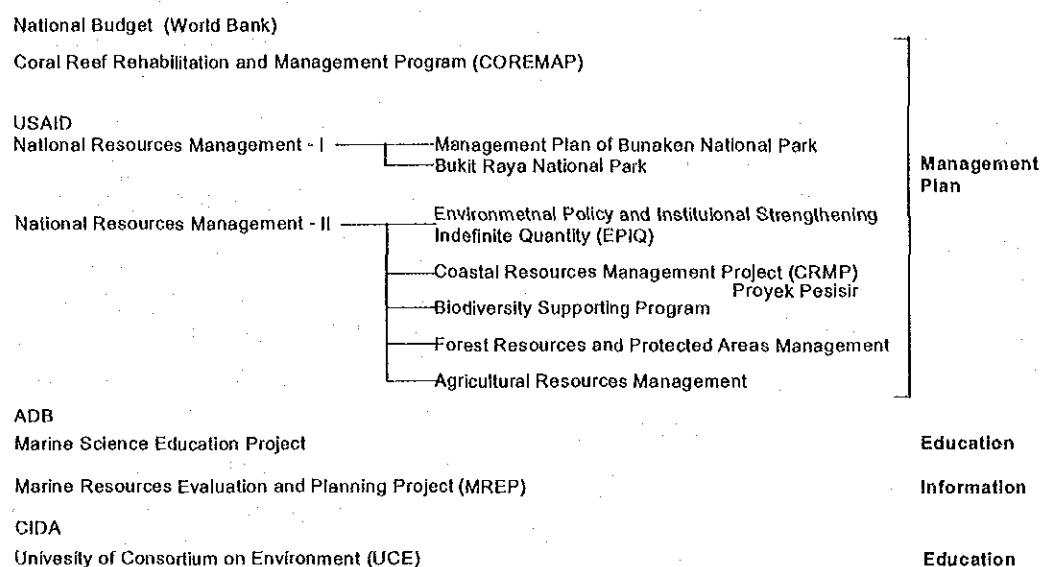 National Budget (World Bank)
Coral Reef Rehabilitation and Management Program (COREMAP)
USAID
National Resources Management - I
Management Plan of Bunaken National Park
Bukit Raya National Park
Management
Plan
National Resources Management - II
Environmetnal Policy and Instituional Strengthening
Indefinite Quantity (EPIQ)
Coastal Resources Management Project (CRMP)
Proyek Pesisir
Biodiversity Supporting Program
Forest Resources and Protected Areas Management
Agricultural Resources Management
ADB
Marine Science Education Project Education
Marine Resources Evaluation and Planning Project (MREP) Information
CIDA
Univesity of Consortium on Environment (UCE) Education